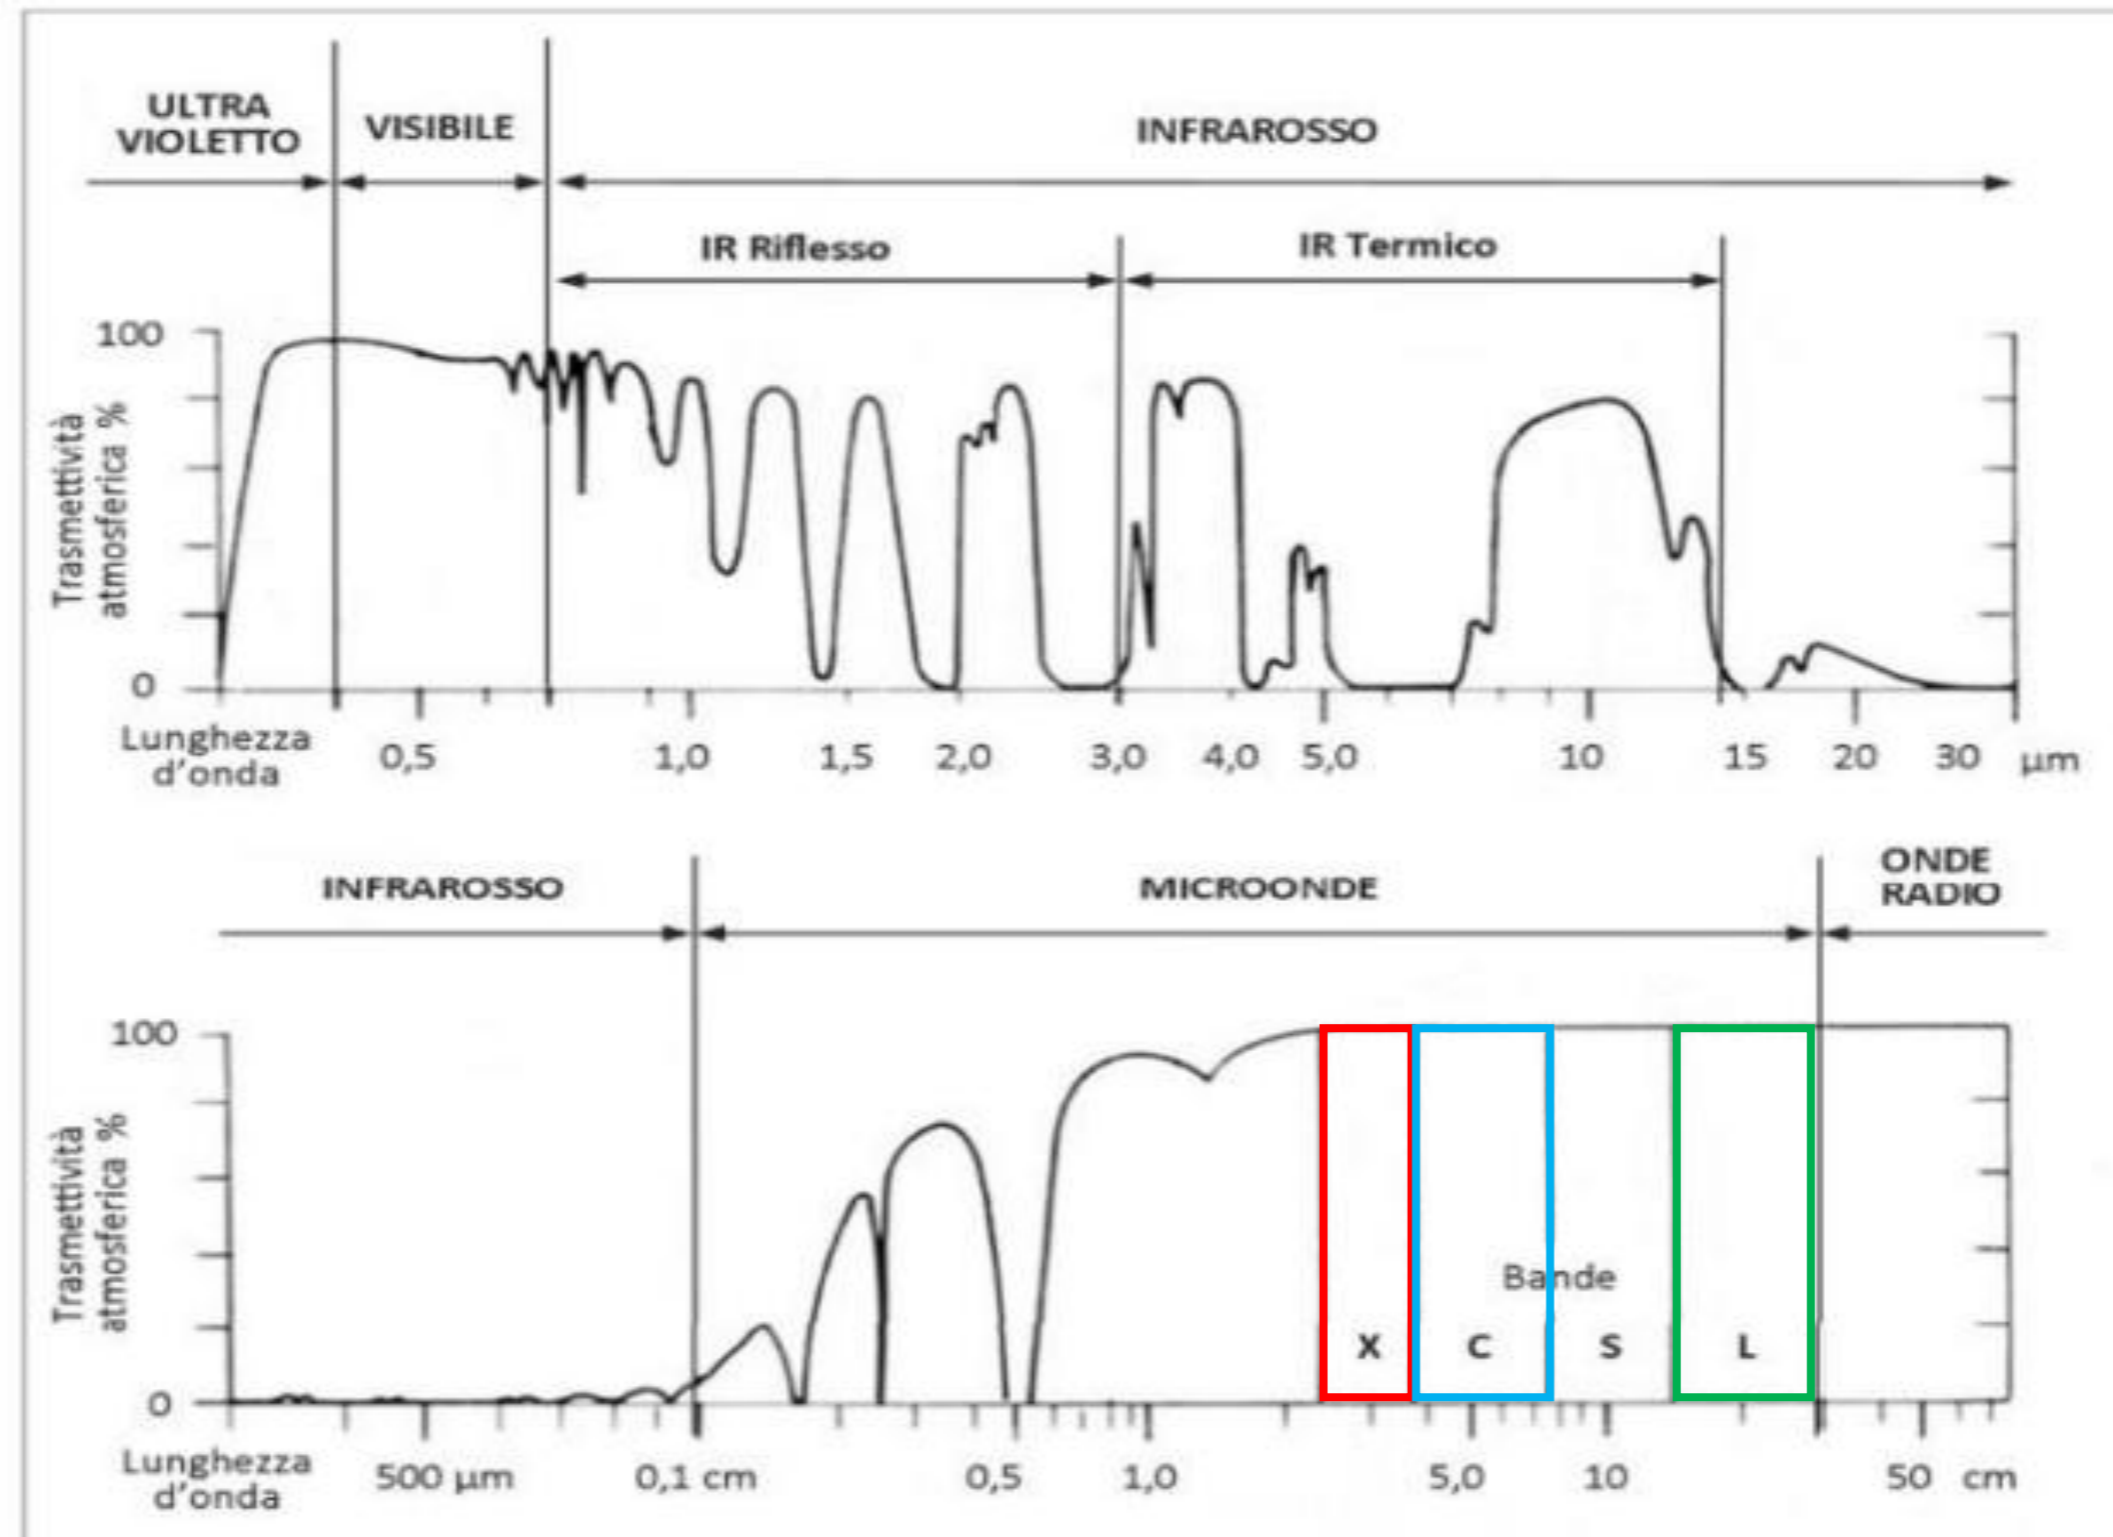 ULTRA
VIOLETTO
VISIBILE
INFRAROSSO
IR Riflesso
IR Termico
100
Trasmettività
atmosferica %
0
Lunghezza
d'onda
0,5
1,0
1,5
2,0
3,0
4,0
5,0
10
15
20
30
μm
INFRAROSSO
MICROONDE
ONDE
RADIO
100
Trasmettività
atmosferica %
Bande
X
C
S
L
0
Lunghezza
d'onda
500 μm
0,1 cm
0,5
1,0
5,0
10
50 cm